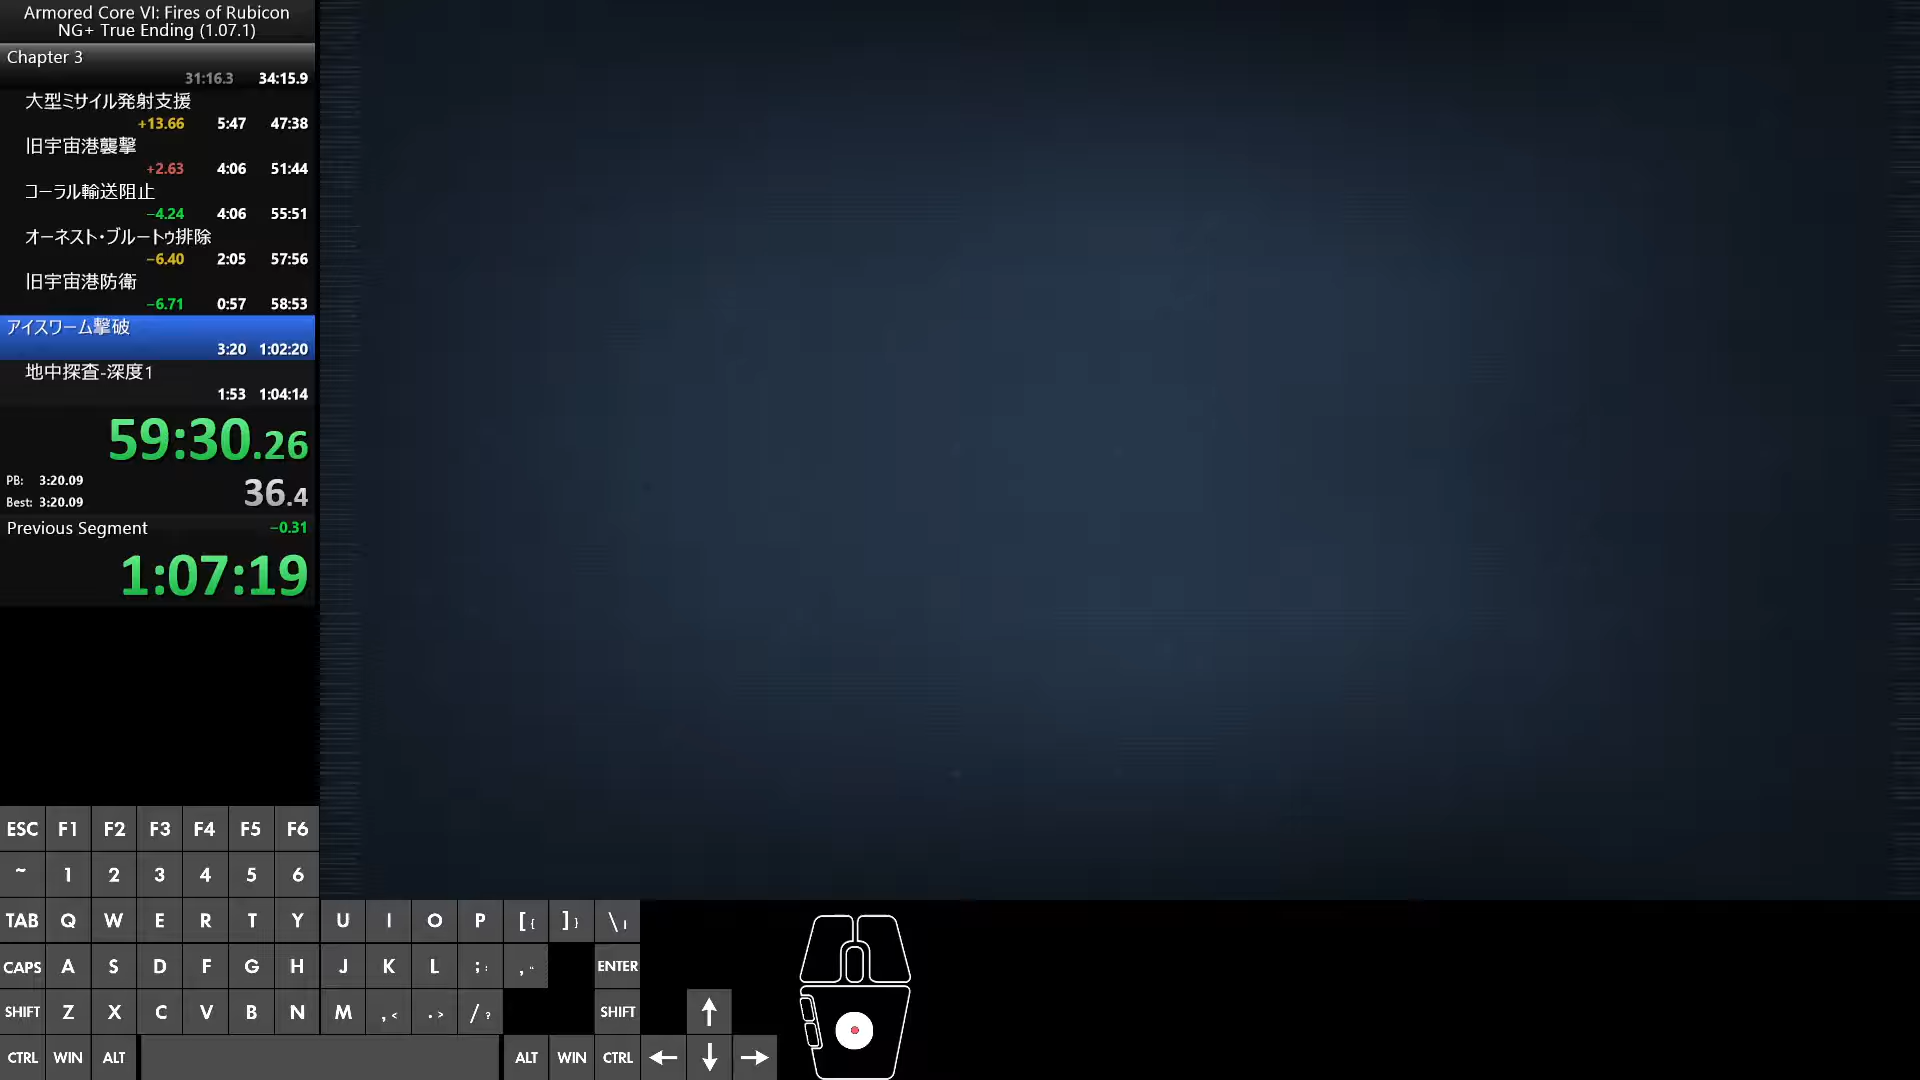 Armored Core VI: Fires of Rubicon
NG+ True Ending (1.07.1)
Chapter 3
31:16.3 34:15.9
大型ミサイル発射支援
+13.66 5:47 47:38
旧宇宙港襲撃
+2.63 4:06 51:44
コーラル輸送阻止
−4.24 4:06 55:51
オーネスト・ブルートゥ排除
−6.40 2:05 57:56
旧宇宙港防衛
−6.71 0:57 58:53
アイスワーム撃破
3:20 1:02:20
地中探査-深度1
1:53 1:04:14
59:30.26
PB: 3:20.09
36.4
Best: 3:20.09
Previous Segment −0.31
1:07:19
ESC F1 F2 F3 F4 F5 F6
~ 1 2 3 4 5 6
TAB Q W E R T Y U I O P [ { ] } \ |
CAPS A S D F G H J K L ; : , " ENTER
SHIFT Z X C V B N M , < . > / ? SHIFT ↑
CTRL WIN ALT ALT WIN CTRL ← ↓ →